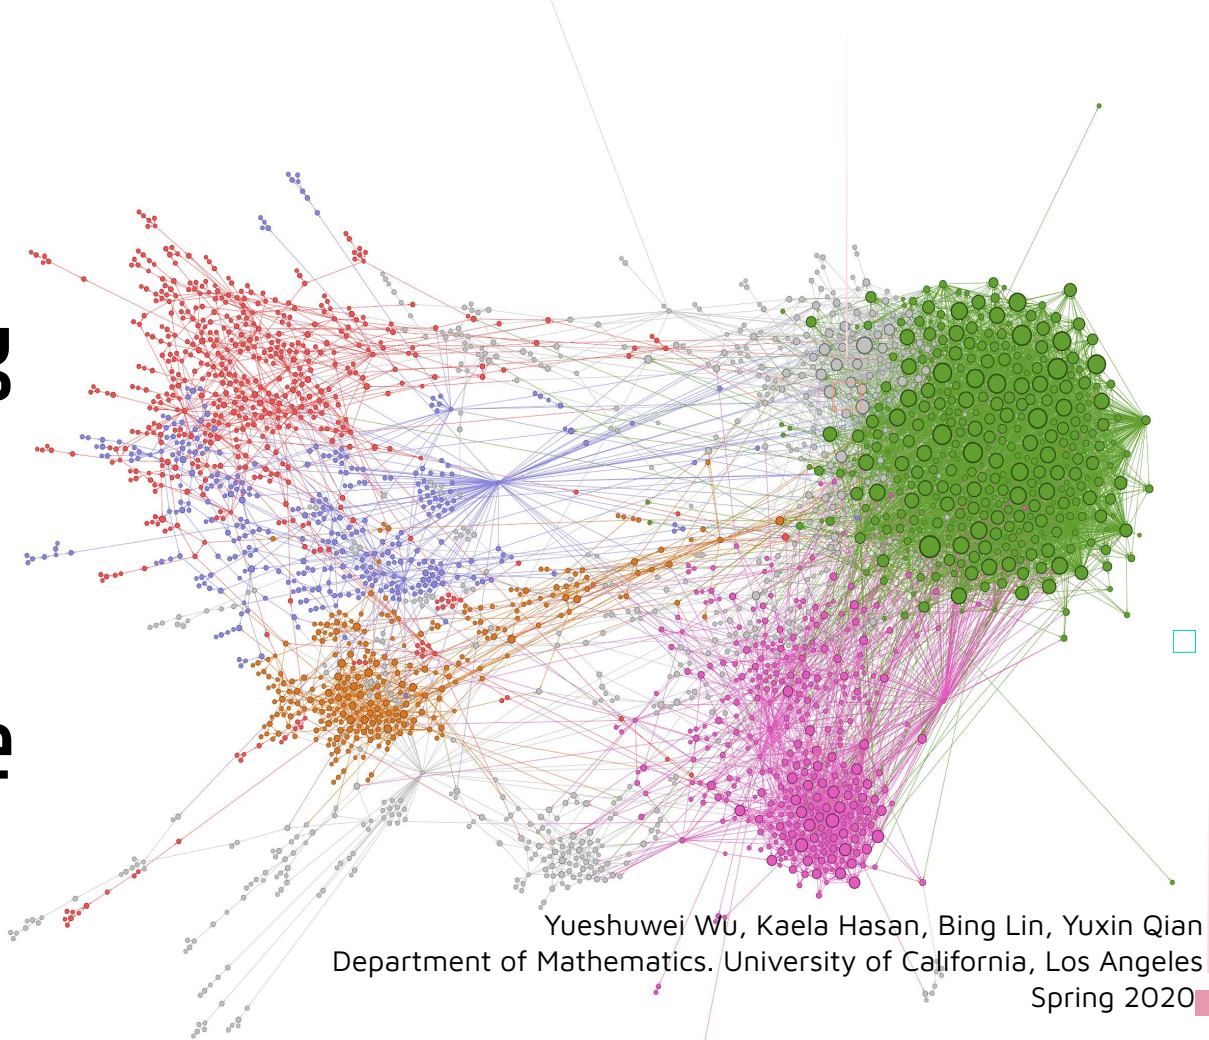 Yueshuwei Wu, Kaela Hasan, Bing Lin, Yuxin Qian
Department of Mathematics. University of California, Los Angeles
Spring 2020